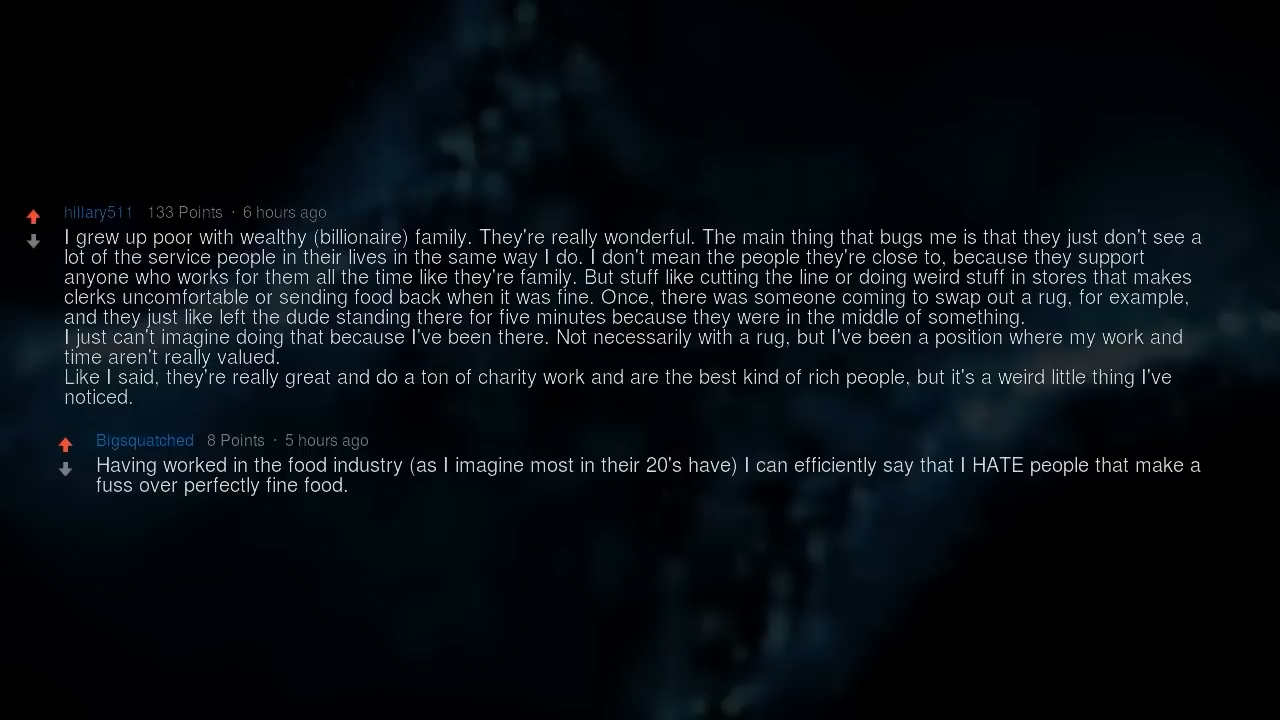 hillary511 133 Points · 6 hours ago
I grew up poor with wealthy (billionaire) family. They're really wonderful. The main thing that bugs me is that they just don't see a
lot of the service people in their lives in the same way I do. I don't mean the people they're close to, because they support
anyone who works for them all the time like they're family. But stuff like cutting the line or doing weird stuff in stores that makes
clerks uncomfortable or sending food back when it was fine. Once, there was someone coming to swap out a rug, for example,
and they just like left the dude standing there for five minutes because they were in the middle of something.
I just can't imagine doing that because I've been there. Not necessarily with a rug, but I've been a position where my work and
time aren't really valued.
Like I said, they're really great and do a ton of charity work and are the best kind of rich people, but it's a weird little thing I've
noticed.
Bigsquatched 8 Points · 5 hours ago
Having worked in the food industry (as I imagine most in their 20's have) I can efficiently say that I HATE people that make a
fuss over perfectly fine food.